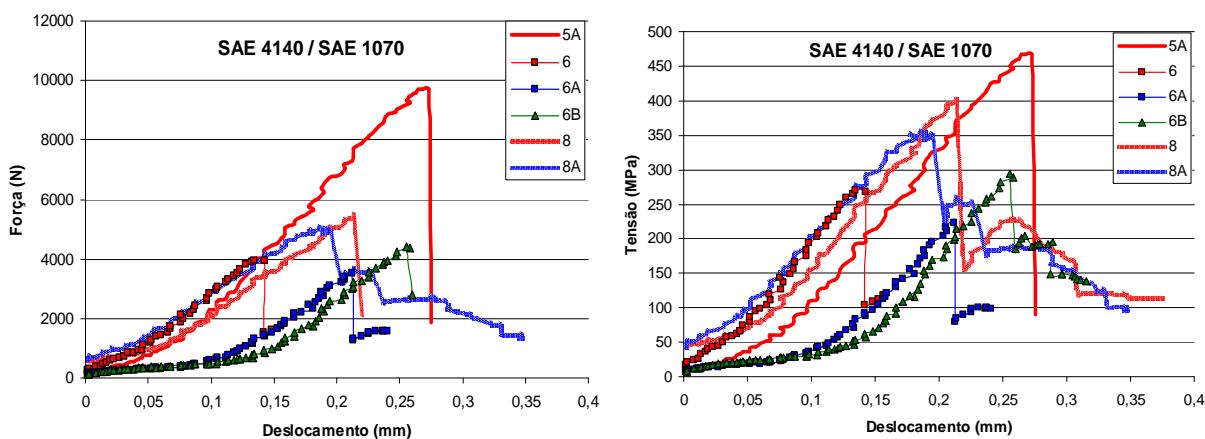 SAE 4140 / SAE 1070
Força (N)
12000
10000
8000
6000
4000
2000
0
0 0,05 0,1 0,15 0,2 0,25 0,3 0,35 0,4
Deslocamento (mm)
5A
6
6A
6B
8
8A
SAE 4140 / SAE 1070
Tensão (MPa)
500
450
400
350
300
250
200
150
100
50
0
0 0,05 0,1 0,15 0,2 0,25 0,3 0,35 0,4
Deslocamento (mm)
5A
6
6A
6B
8
8A